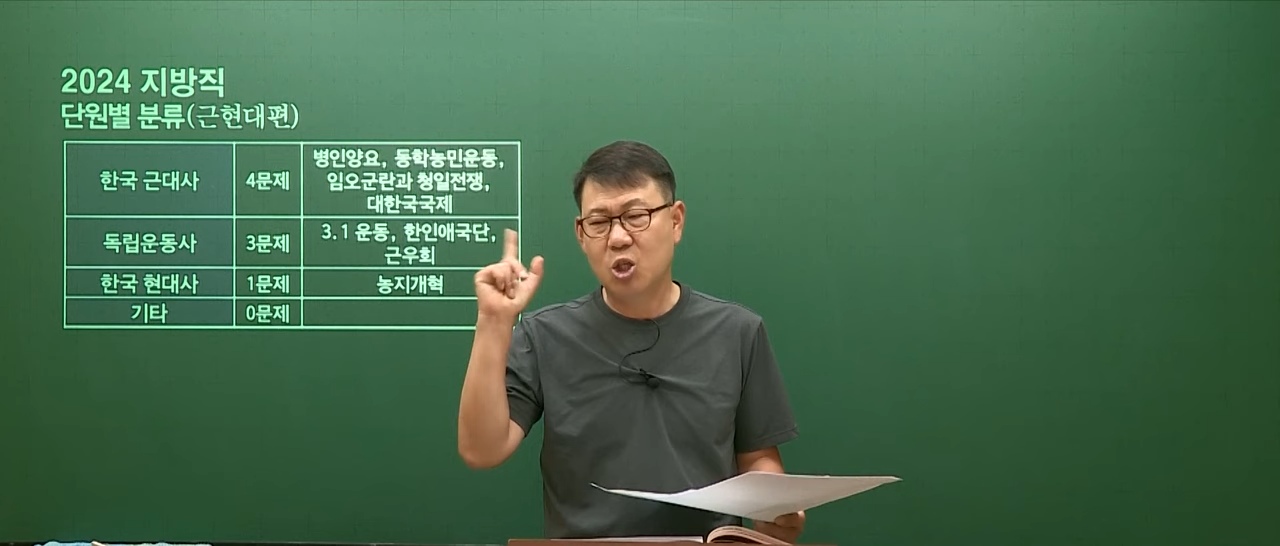 2024 지방직
단원별 분류(근현대편)
한국 근대사 4문제 병인양요, 동학농민운동,
임오군란과 청일전쟁,
대한국국제
독립운동사 3문제 3.1 운동, 한인애국단,
근우회
한국 현대사 1문제 농지개혁
기타 0문제